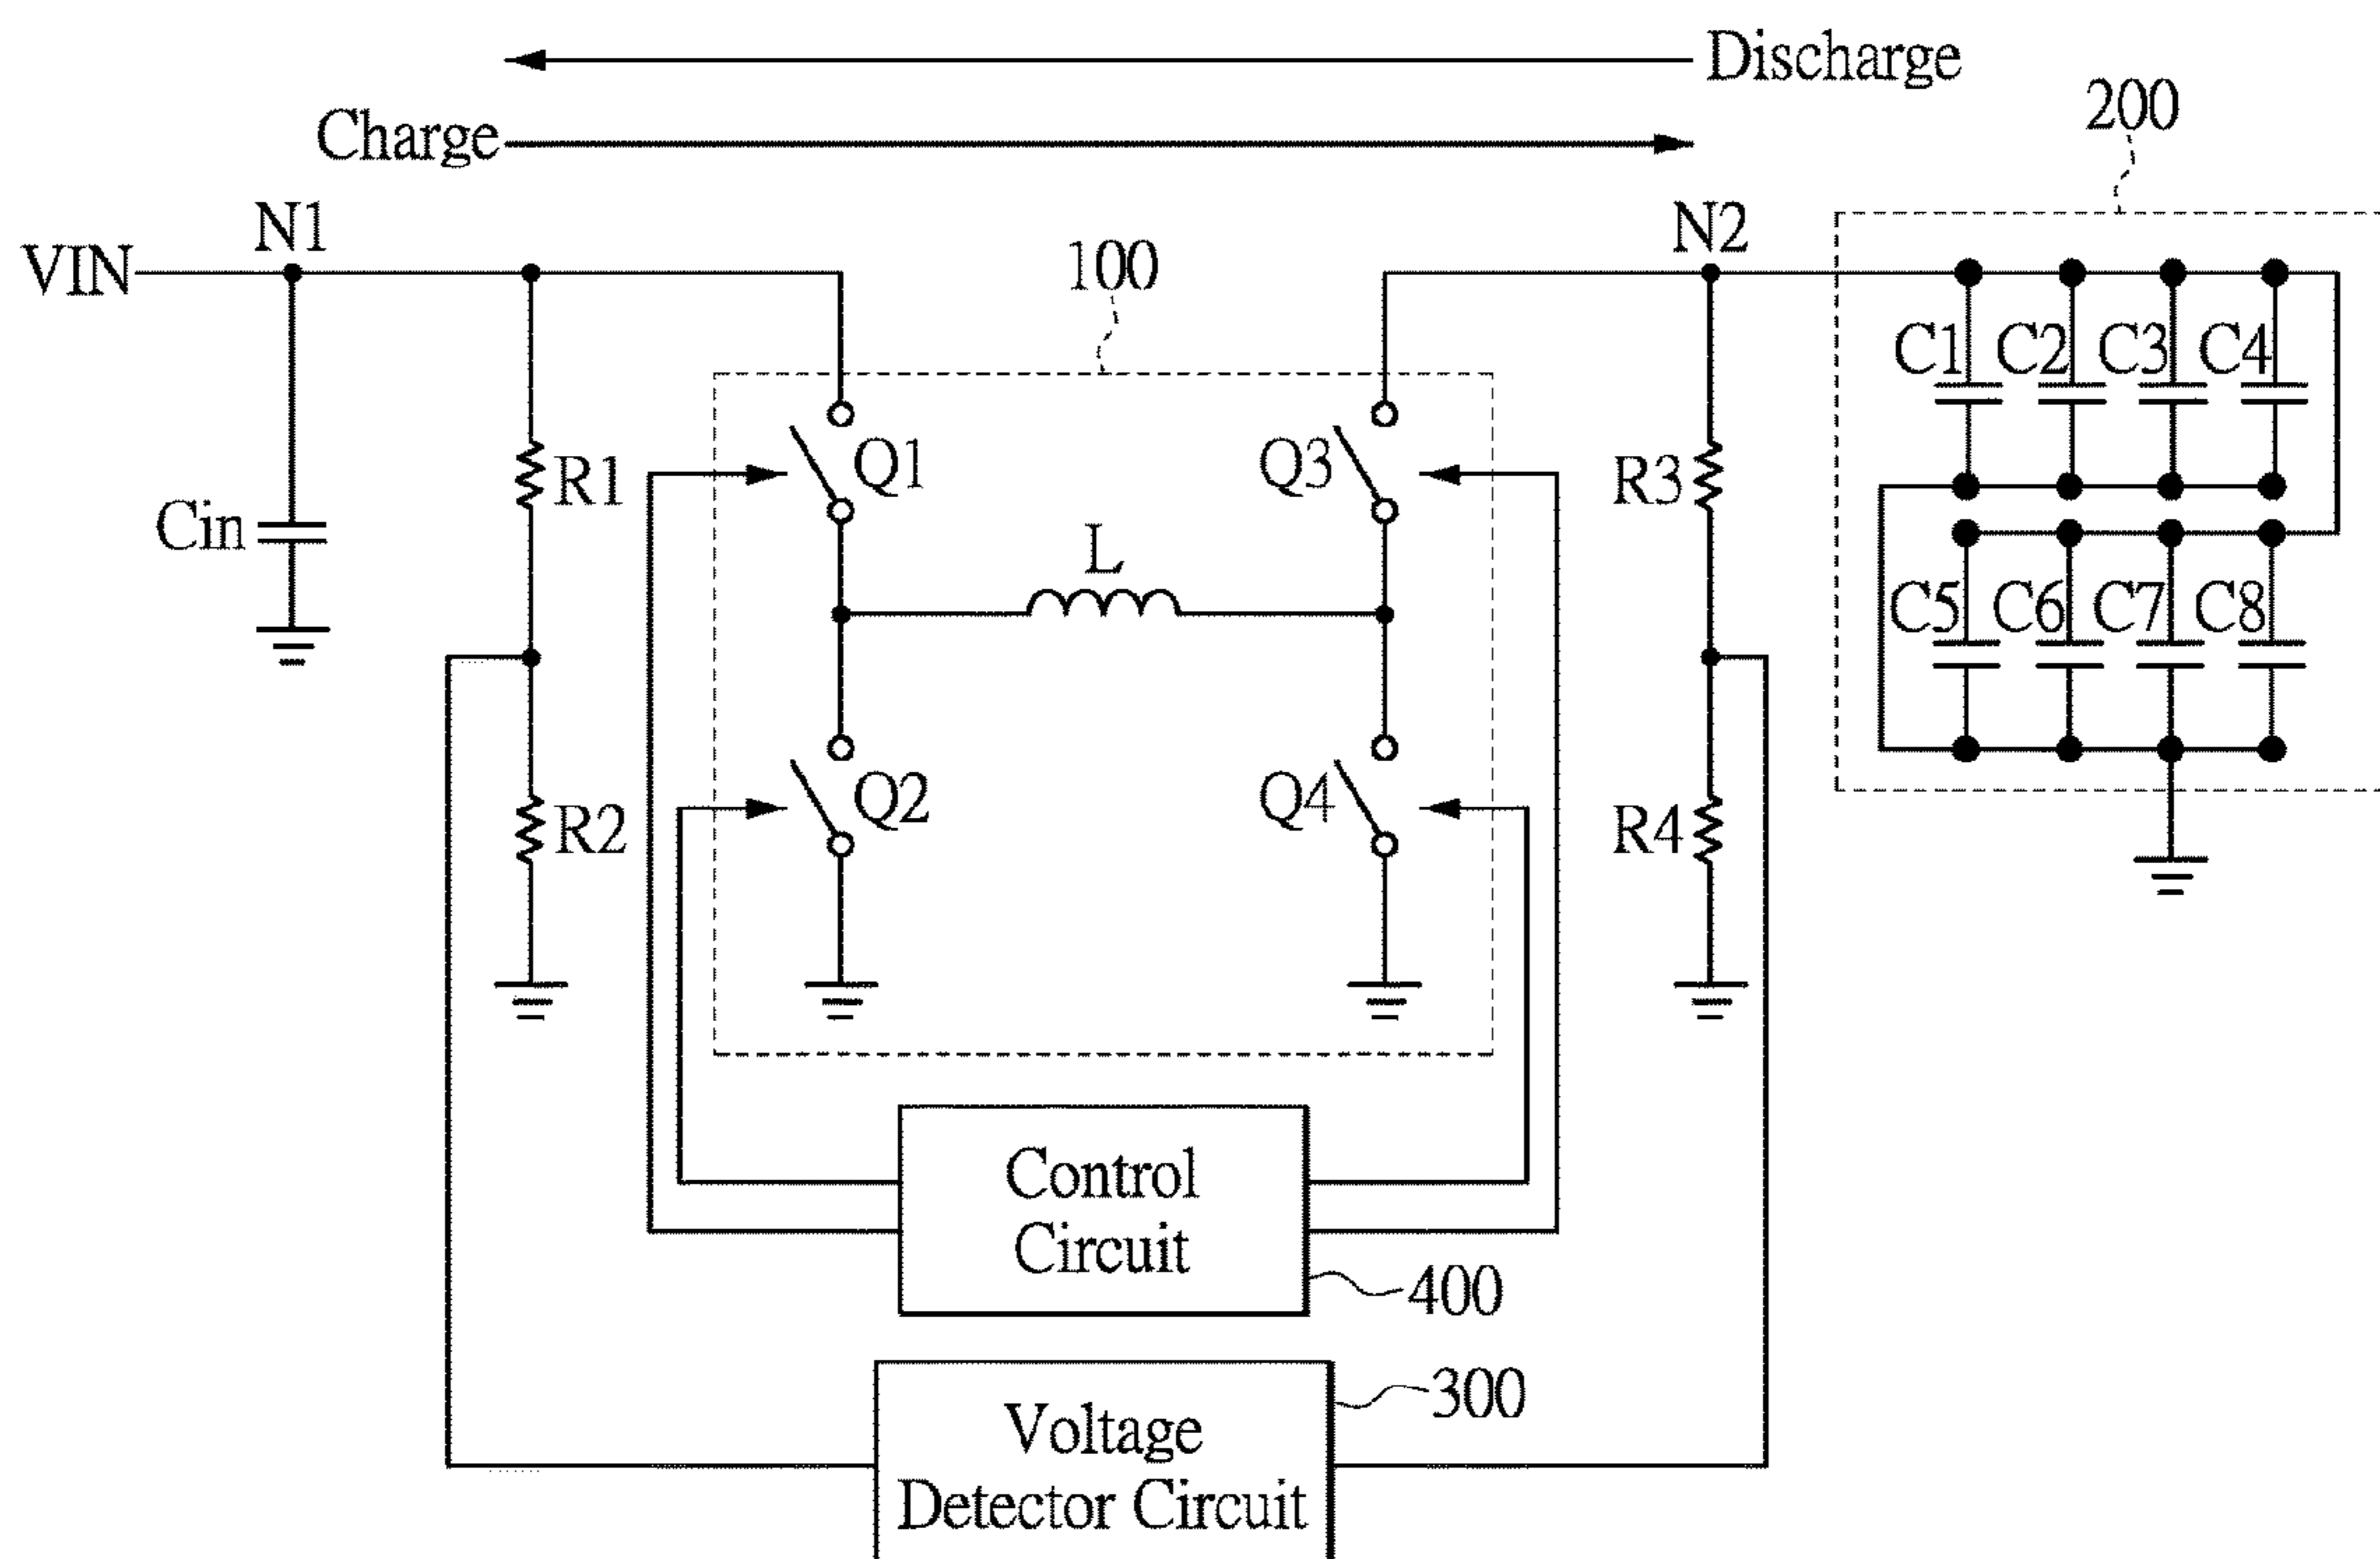 Discharge
Charge
200
VIN
N1
100
N2
C1
C2
C3
C4
Cin
R1
Q1
Q3
R3
L
C5
C6
C7
C8
R2
Q2
Q4
R4
Control
Circuit
400
300
Voltage
Detector Circuit